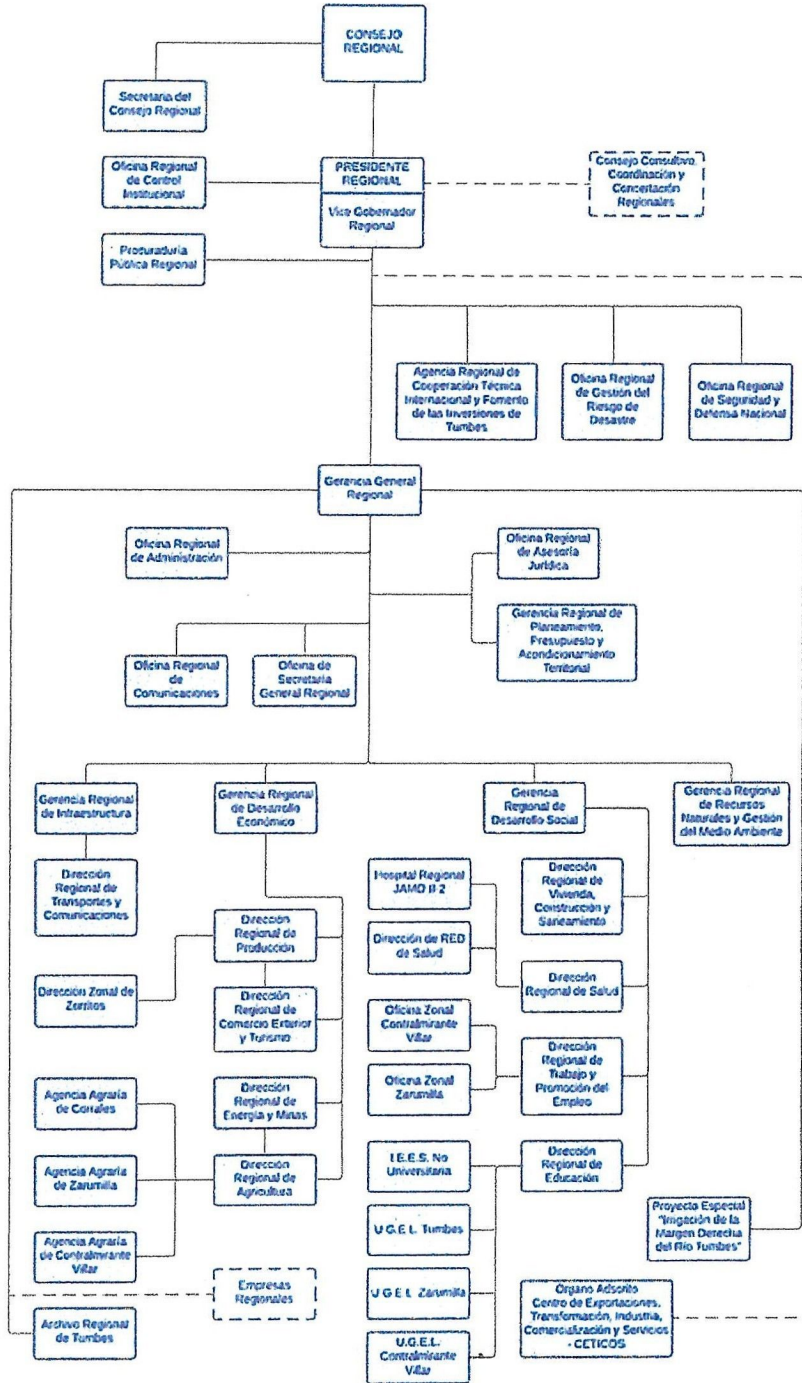 CONSEJO
REGIONAL
Secretaria del
Consejo Regional
Oficina Regional
de Control
Institucional
PRESIDENTE
REGIONAL
Vice Gobernador
Regional
Consejo Consultivo,
Coordinación y
Concertación
Regionales
Procuraduría
Pública Regional
Agencia Regional de
Cooperación Técnica
Internacional y Fomento
de las Inversiones de
Tumbes
Oficina Regional
de Gestión del
Riesgo de
Desastre
Oficina Regional
de Seguridad y
Defensa Nacional
Gerencia General
Regional
Oficina Regional
de Administración
Oficina Regional
de Asesoría
Jurídica
Gerencia Regional de
Planeamiento,
Presupuesto y
Acondicionamiento
Territorial
Oficina Regional
de
Comunicaciones
Oficina de
Secretaría
General Regional
Gerencia Regional
de Infraestructura
Gerencia Regional
de Desarrollo
Económico
Gerencia
Regional de
Desarrollo Social
Gerencia Regional
de Recursos
Naturales y Gestión
del Medio Ambiente
Dirección
Regional de
Transportes y
Comunicaciones
Hospital Regional
JAMO II-2
Dirección
Regional de
Vivienda,
Construcción y
Saneamiento
Dirección
Regional de
Producción
Dirección de RED
de Salud
Dirección Zonal de
Zorritos
Dirección
Regional de
Comercio Exterior
y Turismo
Dirección
Regional de Salud
Oficina Zonal
Contralmirante
Villar
Oficina Zonal
Zarumilla
Dirección
Regional de
Trabajo y
Promoción del
Empleo
Agencia Agraria
de Corrales
Dirección
Regional de
Energía y Minas
Agencia Agraria
de Zarumilla
Dirección
Regional de
Agricultura
I.E.E.S. No
Universitaria
Dirección
Regional de
Educación
Agencia Agraria
de Contralmirante
Villar
U.G.E.L. Tumbes
Proyecto Especial
"Irrigación de la
Margen Derecha
del Río Tumbes"
Empresas
Regionales
U.G.E.L. Zarumilla
Órgano Adscrito
Centro de Exportaciones,
Transformación, Industria,
Comercialización y Servicios
- CETICOS
Archivo Regional
de Tumbes
U.G.E.L.
Contralmirante
Villar